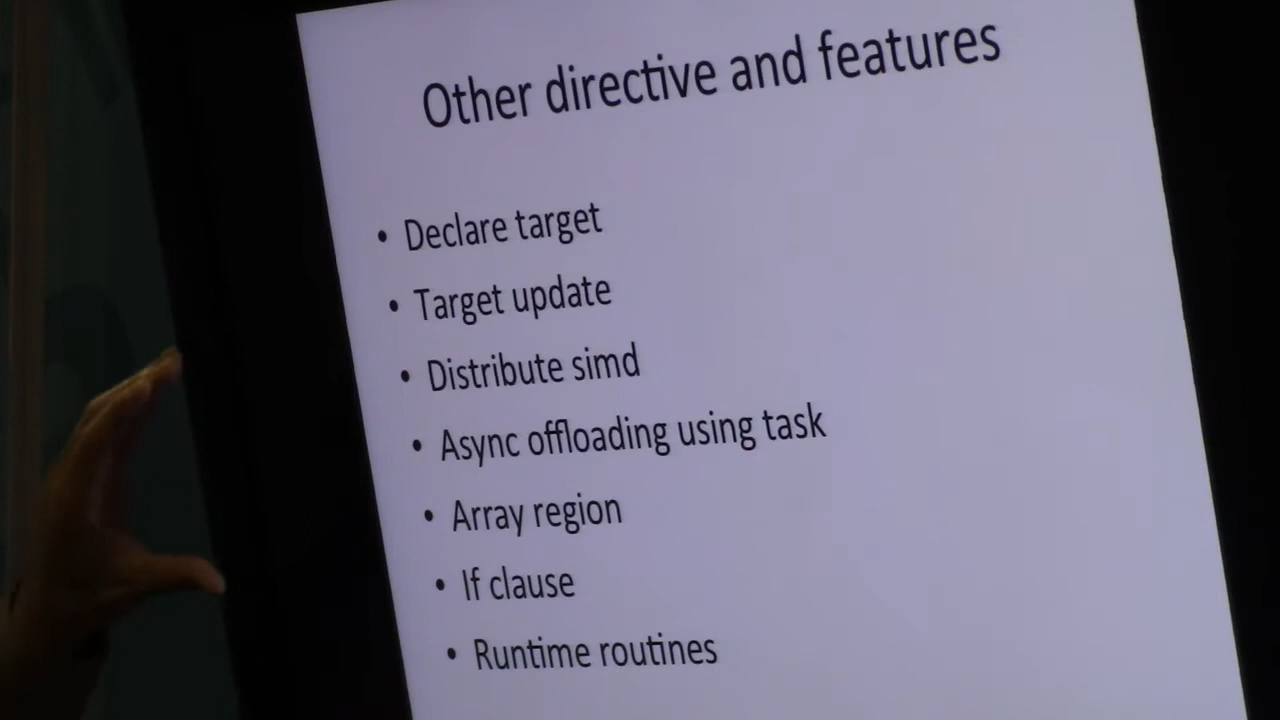 Other directive and features
• Declare target
• Target update
• Distribute simd
• Async offloading using task
• Array region
• If clause
• Runtime routines